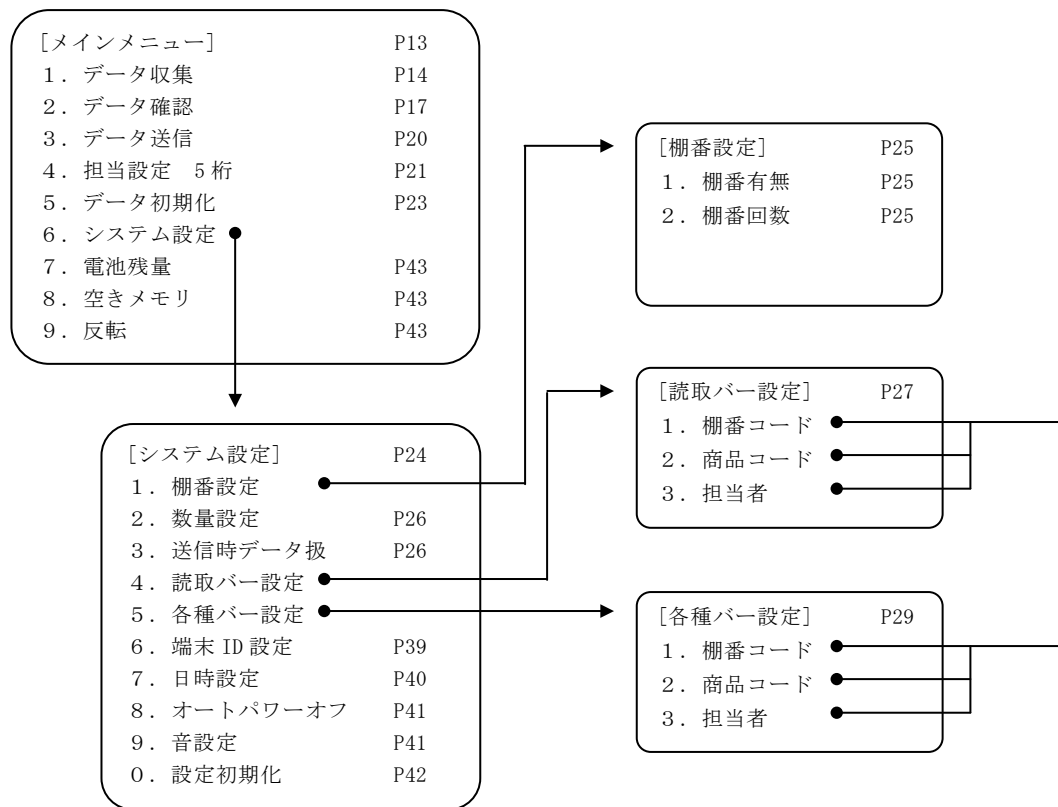 [メインメニュー] P13
1. データ収集 P14
2. データ確認 P17
3. データ送信 P20
4. 担当設定 5桁 P21
5. データ初期化 P23
6. システム設定
7. 電池残量 P43
8. 空きメモリ P43
9. 反転 P43
[システム設定] P24
1. 棚番設定
2. 数量設定 P26
3. 送信時データ扱 P26
4. 読取バー設定
5. 各種バー設定
6. 端末 ID 設定 P39
7. 日時設定 P40
8. オートパワーオフ P41
9. 音設定 P41
0. 設定初期化 P42
[棚番設定] P25
1. 棚番有無 P25
2. 棚番回数 P25
[読取バー設定] P27
1. 棚番コード
2. 商品コード
3. 担当者
[各種バー設定] P29
1. 棚番コード
2. 商品コード
3. 担当者